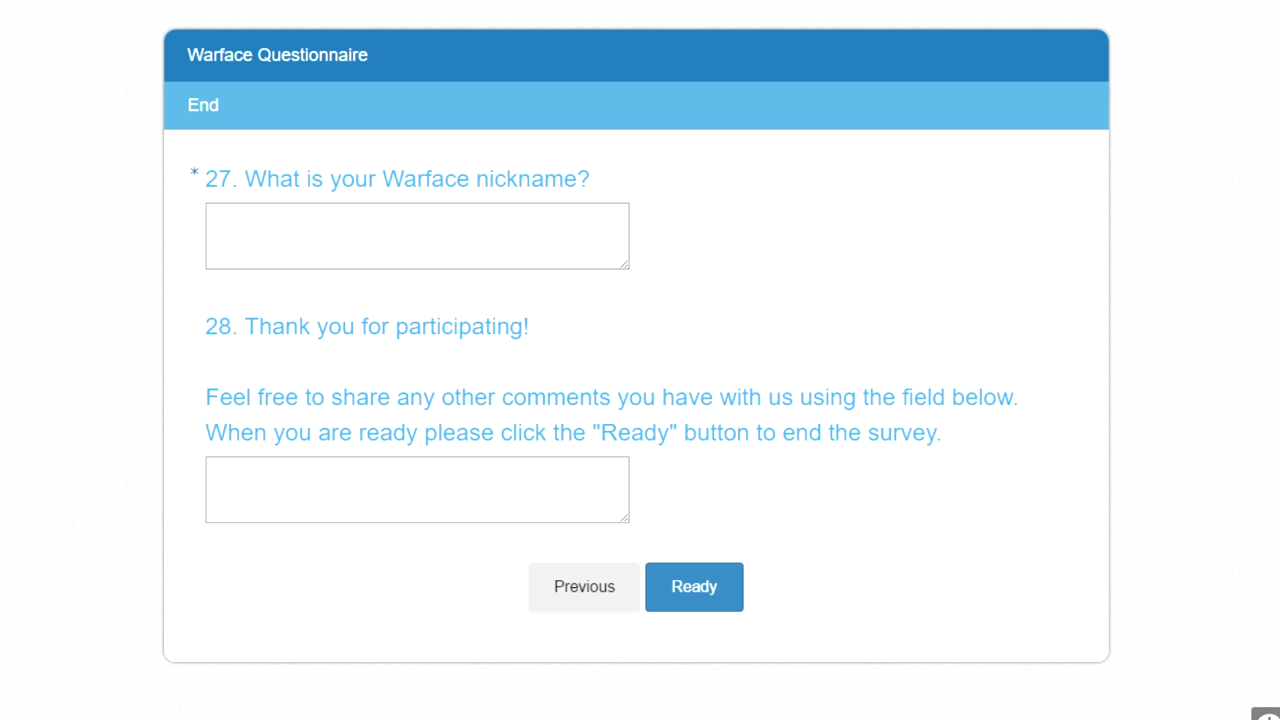 Warface Questionnaire
End
* 27. What is your Warface nickname?
28. Thank you for participating!
Feel free to share any other comments you have with us using the field below.
When you are ready please click the "Ready" button to end the survey.
Previous Ready